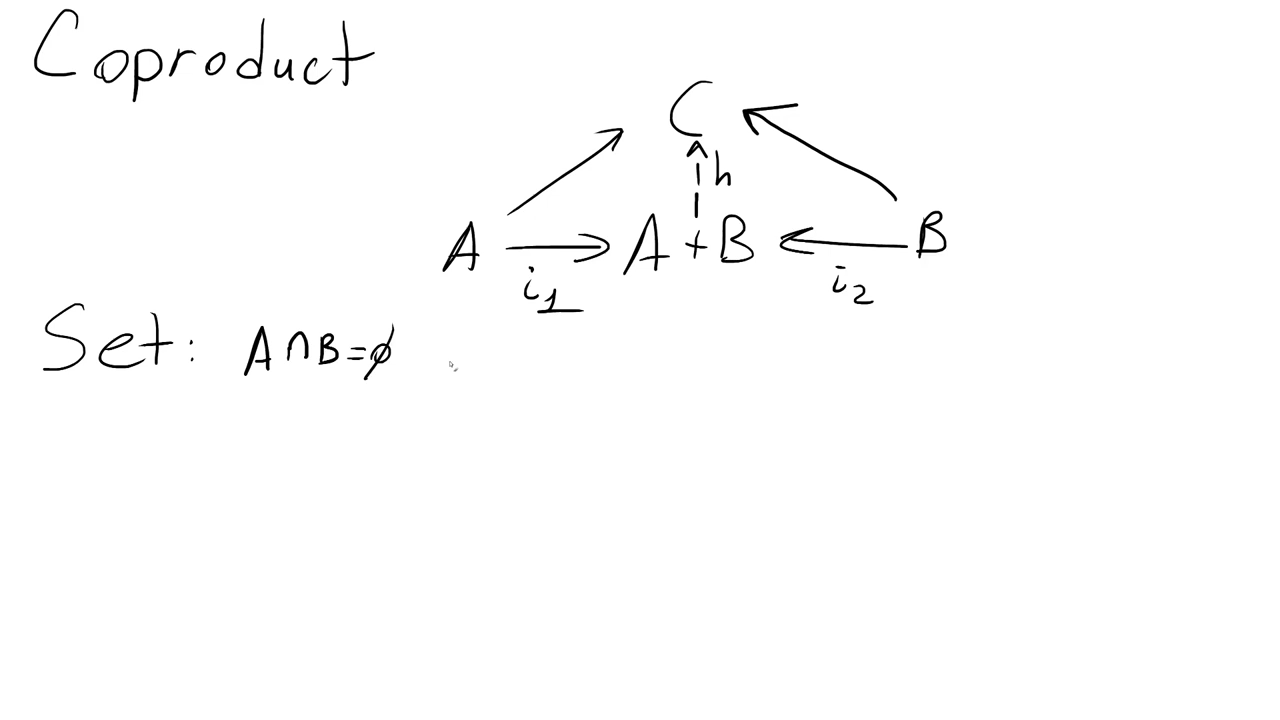 Coproduct
C
h
A A + B B
i1 i2
Set: A ∩ B = ∅